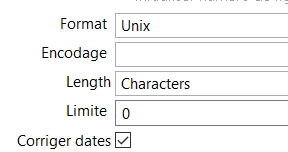 Format Unix
Encodage
Length Characters
Limite 0
Corriger dates